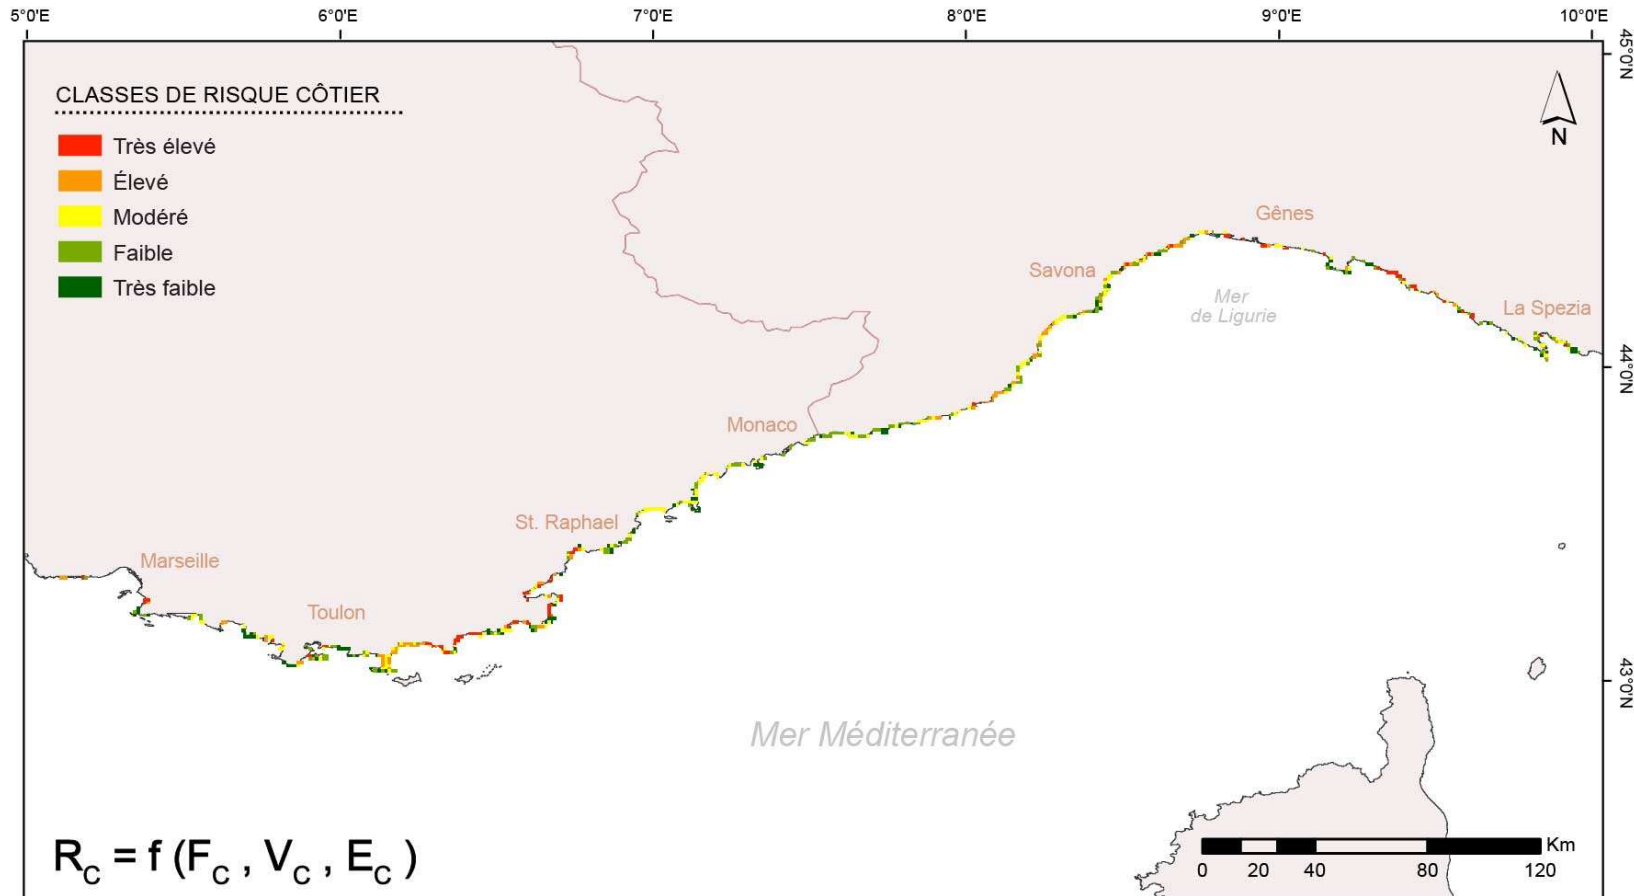 5°0'E 6°0'E 7°0'E 8°0'E 9°0'E 10°0'E
45°0'N
CLASSES DE RISQUE CÔTIER
N
Très élevé
Élevé
Modéré
Faible
Très faible
Gênes
Savona
Mer
de Ligurie
La Spezia
44°0'N
Monaco
St. Raphael
Marseille
Toulon
43°0'N
Mer Méditerranée
R_C = f (F_C , V_C , E_C )
Km
0 20 40 80 120